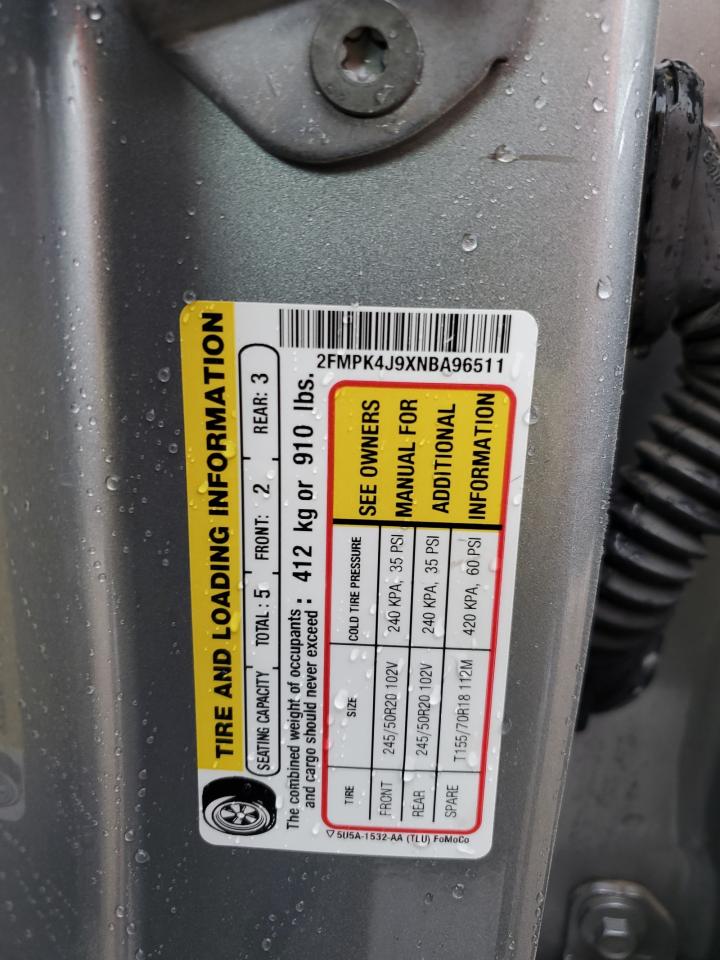 2FMPK4J9XNBA96511
TIRE AND LOADING INFORMATION
SEATING CAPACITY TOTAL: 5 FRONT: 2 REAR: 3
The combined weight of occupants
and cargo should never exceed : 412 kg or 910 lbs.
TIRE SIZE COLD TIRE PRESSURE
FRONT 245/50R20 102V 240 KPA, 35 PSI
REAR 245/50R20 102V 240 KPA, 35 PSI
SPARE T155/70R18 112M 420 KPA, 60 PSI
SEE OWNERS
MANUAL FOR
ADDITIONAL
INFORMATION
5U5A-1532-AA (TLU) FoMoCo